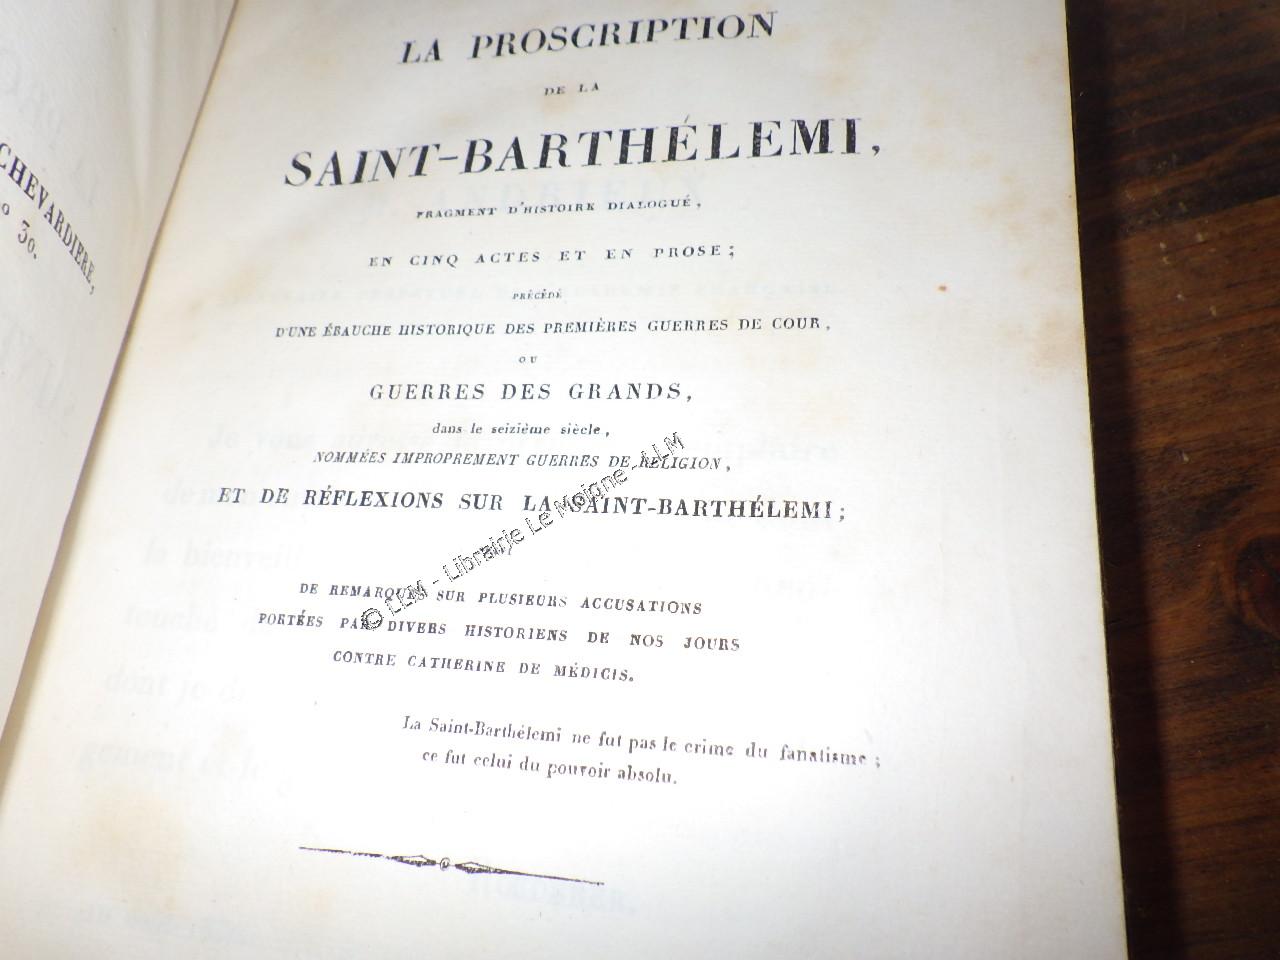 CHEVARDIERE,
º 30.
LA PROSCRIPTION
DE LA
SAINT-BARTHÉLEMI,
FRAGMENT D'HISTOIRE DIALOGUÉ,
EN CINQ ACTES ET EN PROSE;
PRÉCÉDÉ
D'UNE ÉBAUCHE HISTORIQUE DES PREMIÈRES GUERRES DE COUR,
OU
GUERRES DES GRANDS,
dans le seizième siècle,
NOMMÉES IMPROPREMENT GUERRES DE RELIGION,
ET DE RÉFLEXIONS SUR LA SAINT-BARTHÉLEMI;
DE REMARQUES SUR PLUSIEURS ACCUSATIONS
PORTÉES PAR DIVERS HISTORIENS DE NOS JOURS
CONTRE CATHERINE DE MÉDICIS.
La Saint-Barthélemi ne fut pas le crime du fanatisme;
ce fut celui du pouvoir absolu.
© LLM - Librairie Le Mojane - LLM